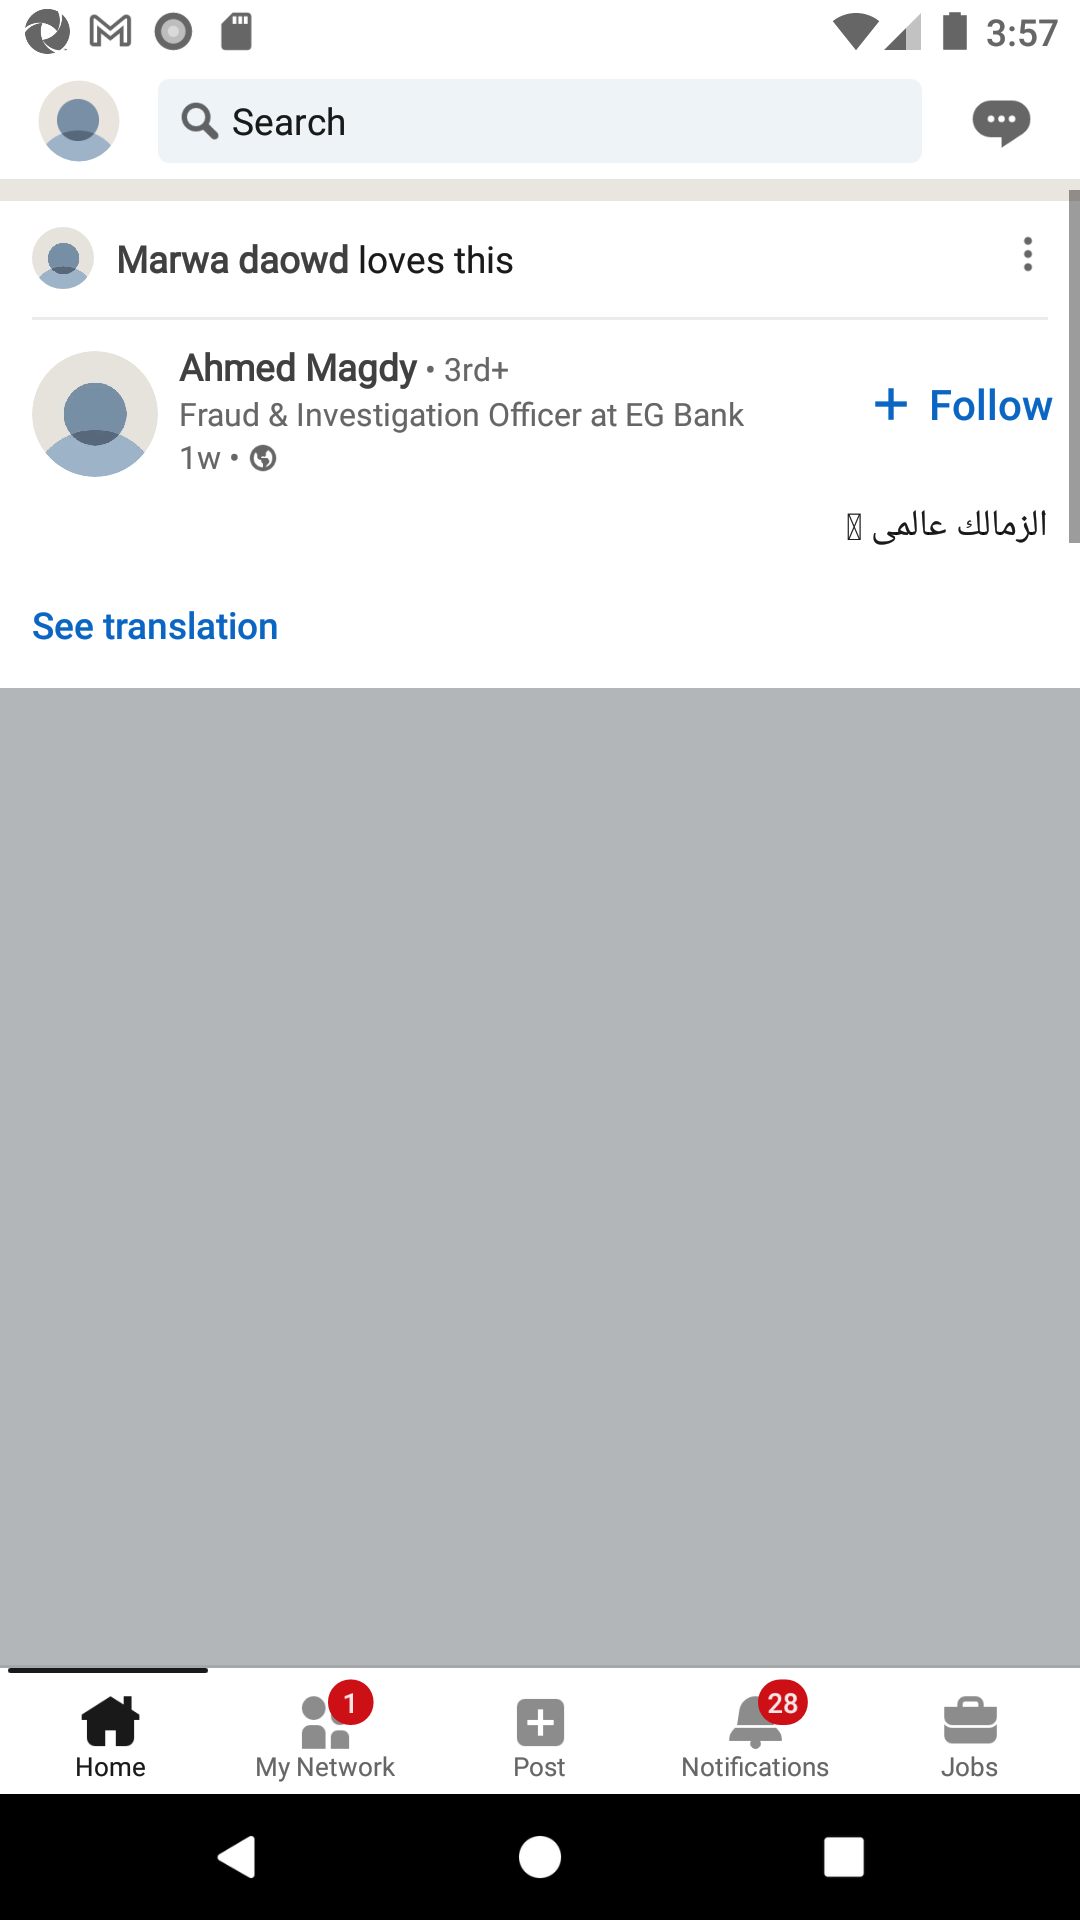 3:57
Search
Marwa daowd loves this
Ahmed Magdy • 3rd+
Fraud & Investigation Officer at EG Bank
1w •
+ Follow
الزمالك عالمى
See translation
1
28
Home
My Network
Post
Notifications
Jobs